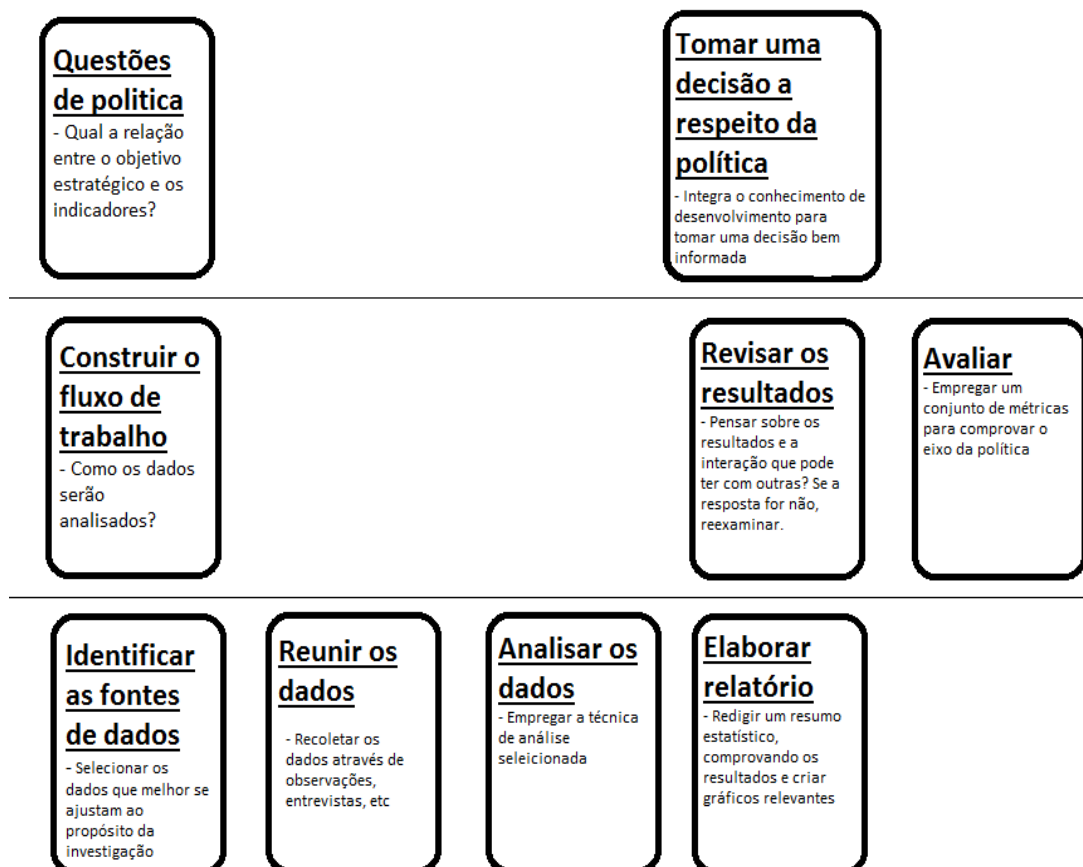 Questões
de politica
- Qual a relação
entre o objetivo
estratégico e os
indicadores?
Tomar uma
decisão a
respeito da
política
- Integra o conhecimento de
desenvolvimento para
tomar uma decisão bem
informada
Construir o
fluxo de
trabalho
- Como os dados
serão
analisados?
Revisar os
resultados
- Pensar sobre os
resultados e a
interação que pode
ter com outras? Se a
resposta for não,
reexaminar.
Avaliar
- Empregar um
conjunto de métricas
para comprovar o
eixo da política
Identificar
as fontes
de dados
- Selecionar os
dados que melhor se
ajustam ao
propósito da
investigação
Reunir os
dados
- Recoletar os
dados através de
observações,
entrevistas, etc
Analisar os
dados
- Empregar a técnica
de análise
seleicionada
Elaborar
relatório
- Redigir um resumo
estatístico,
comprovando os
resultados e criar
gráficos relevantes